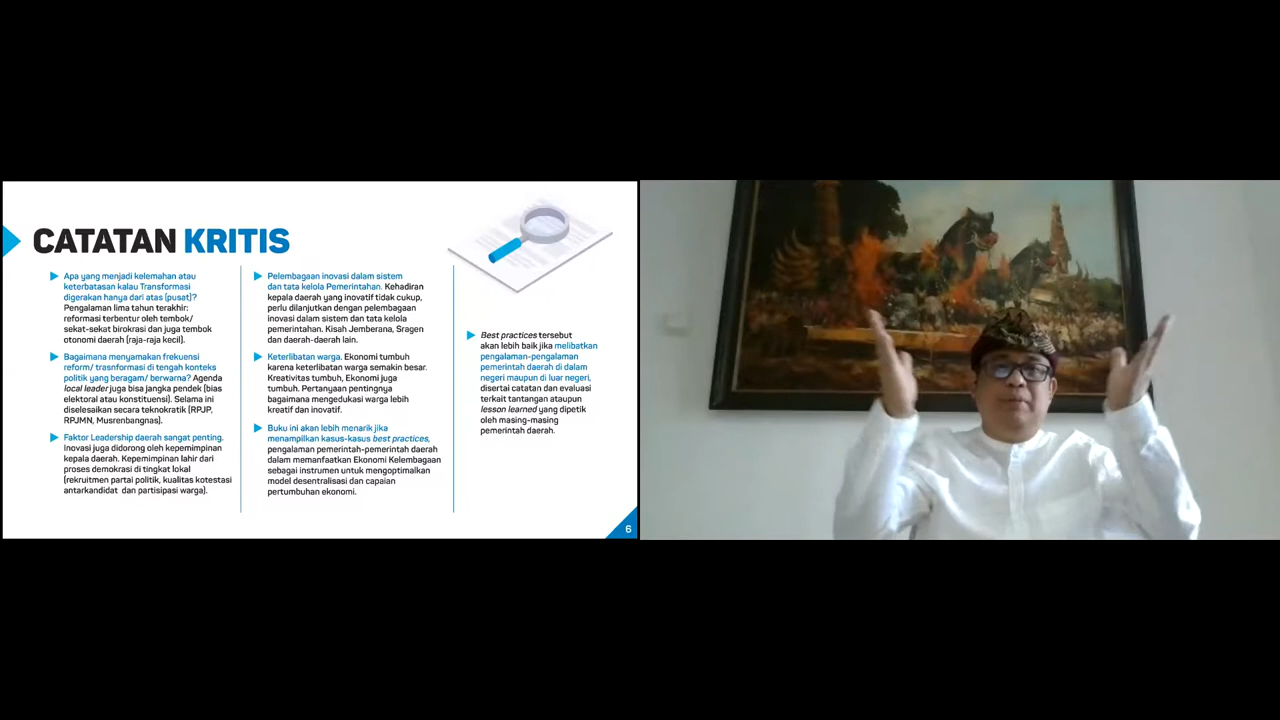 CATATAN KRITIS
Apa yang menjadi kelemahan atau
keterbatasan kalau Transformasi
digerakan hanya dari atas (pusat)?
Pengalaman lima tahun terakhir:
reformasi terbentur oleh tembok/
sekat-sekat birokrasi dan juga tembok
otonomi daerah (raja-raja kecil).
Bagaimana menyamakan frekuensi
reform/ trasnformasi di tengah konteks
politik yang beragam/ berwarna? Agenda
local leader juga bisa jangka pendek (bias
elektoral atau konstituensi). Selama ini
diselesaikan secara teknokratik (RPJP,
RPJMN, Musrenbangnas).
Faktor Leadership daerah sangat penting.
Inovasi juga didorong oleh kepemimpinan
kepala daerah. Kepemimpinan lahir dari
proses demokrasi di tingkat lokal
(rekruitmen partai politik, kualitas kotestasi
antarkandidat dan partisipasi warga).
Pelembagaan inovasi dalam sistem
dan tata kelola Pemerintahan. Kehadiran
kepala daerah yang inovatif tidak cukup,
perlu dilanjutkan dengan pelembagaan
inovasi dalam sistem dan tata kelola
pemerintahan. Kisah Jemberana, Sragen
dan daerah-daerah lain.
Keterlibatan warga. Ekonomi tumbuh
karena keterlibatan warga semakin besar.
Kreativitas tumbuh, Ekonomi juga
tumbuh. Pertanyaan pentingnya
bagaimana mengedukasi warga lebih
kreatif dan inovatif.
Buku ini akan lebih menarik jika
menampilkan kasus-kasus best practices,
pengalaman pemerintah-pemerintah daerah
dalam memanfaatkan Ekonomi Kelembagaan
sebagai instrumen untuk mengoptimalkan
model desentralisasi dan capaian
pertumbuhan ekonomi.
Best practices tersebut
akan lebih baik jika melibatkan
pengalaman-pengalaman
pemerintah daerah di dalam
negeri maupun di luar negeri,
disertai catatan dan evaluasi
terkait tantangan ataupun
lesson learned yang dipetik
oleh masing-masing
pemerintah daerah.
6